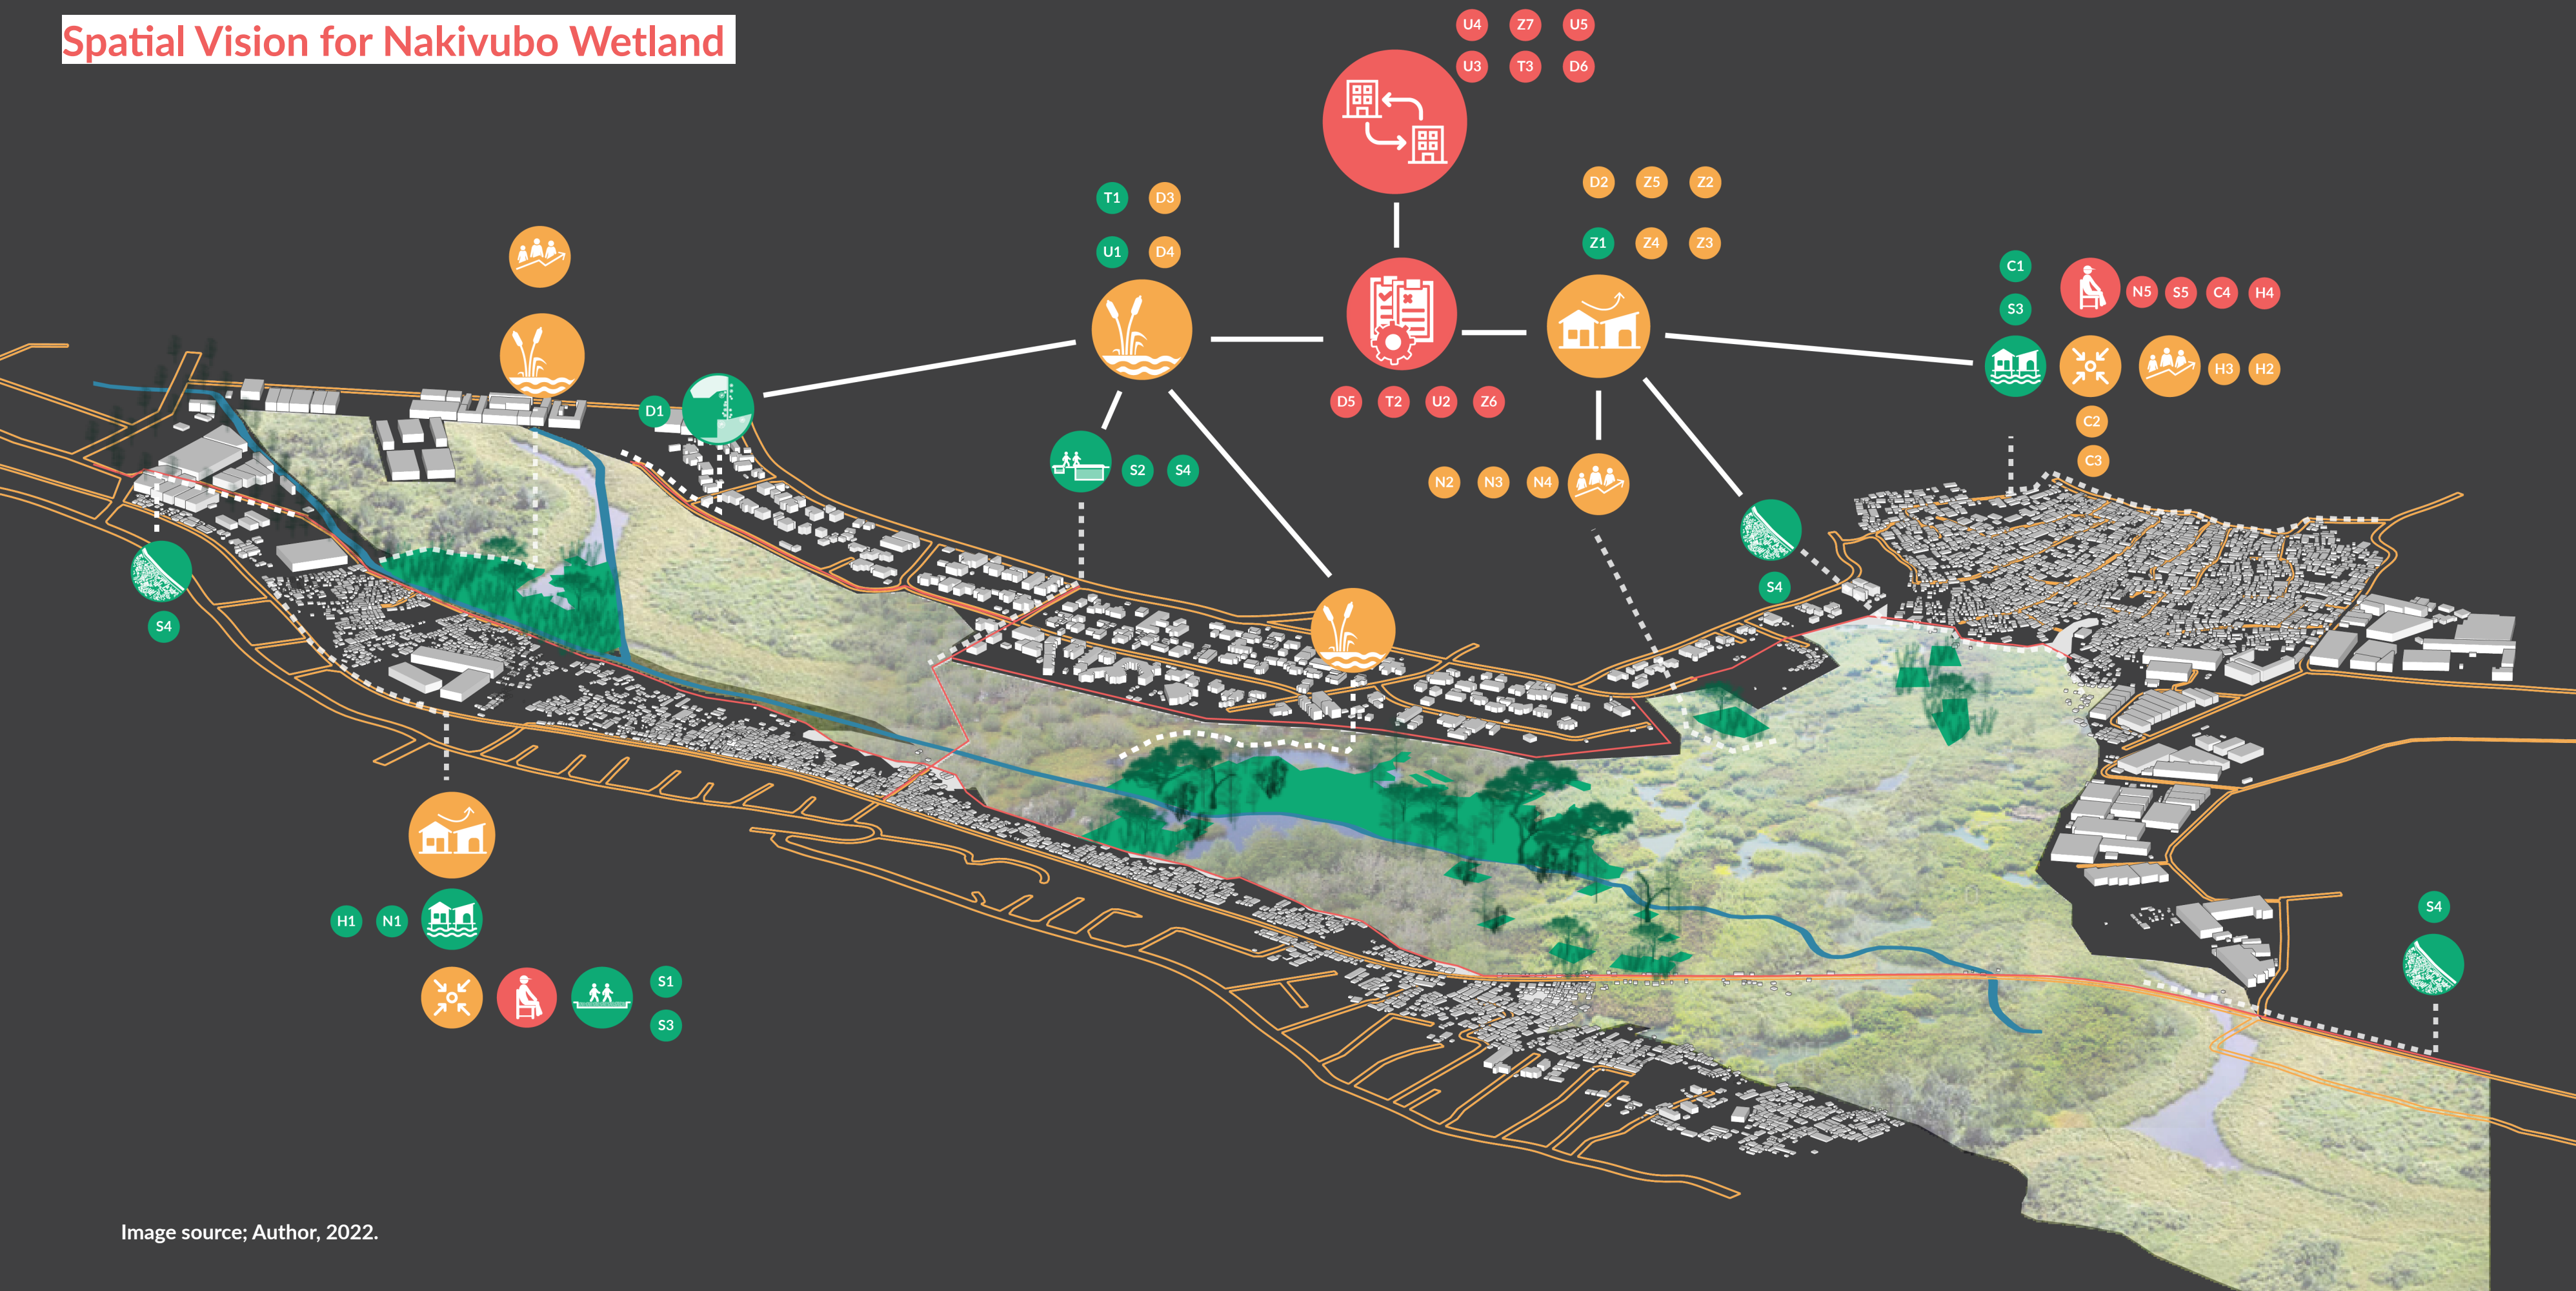 Spatial Vision for Nakivubo Wetland
U4 Z7 U5
U3 T3 D6
D2 Z5 Z2
T1 D3
Z1 Z4 Z3
U1 D4
C1
N5 S5 C4 H4
S3
H3 H2
D5 T2 U2 Z6
D1
C2
C3
S2 S4
N2 N3 N4
S4
S4
S4
H1 N1
S1
S3
Image source; Author, 2022.